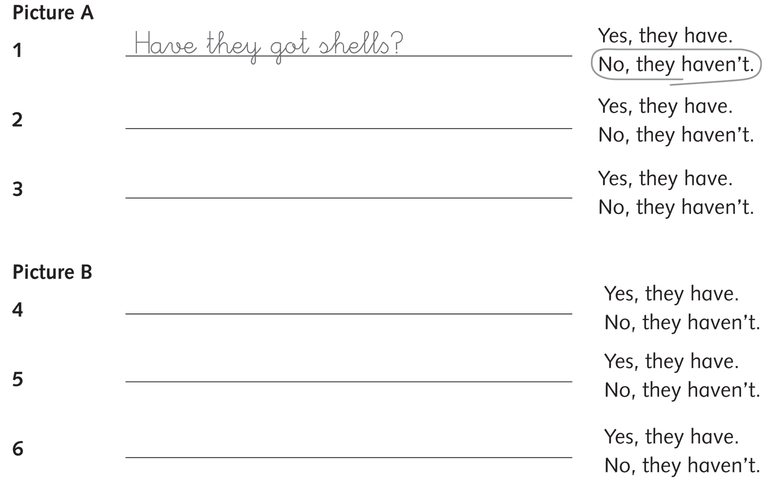 Picture A
1 Have they got shells? Yes, they have.
No, they haven't.
2 Yes, they have.
No, they haven't.
3 Yes, they have.
No, they haven't.
Picture B
4 Yes, they have.
No, they haven't.
5 Yes, they have.
No, they haven't.
6 Yes, they have.
No, they haven't.